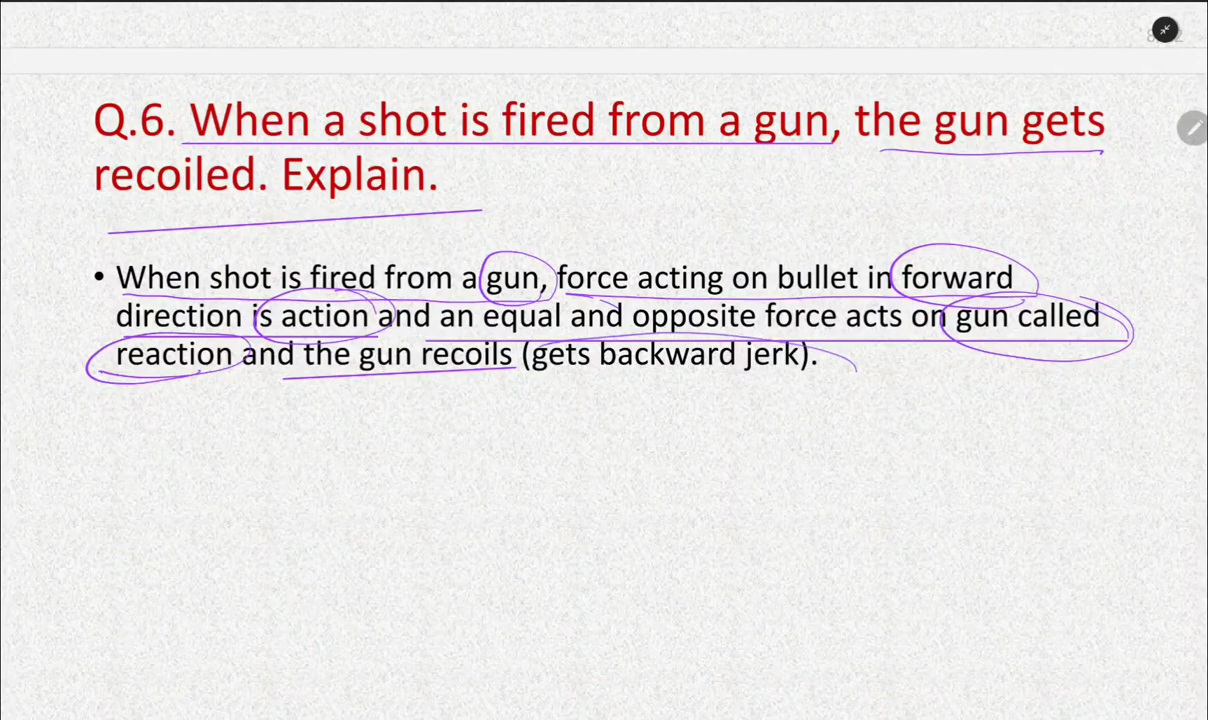 Q.6. When a shot is fired from a gun, the gun gets
recoiled. Explain.
• When shot is fired from a gun, force acting on bullet in forward
direction is action and an equal and opposite force acts on gun called
reaction and the gun recoils (gets backward jerk).